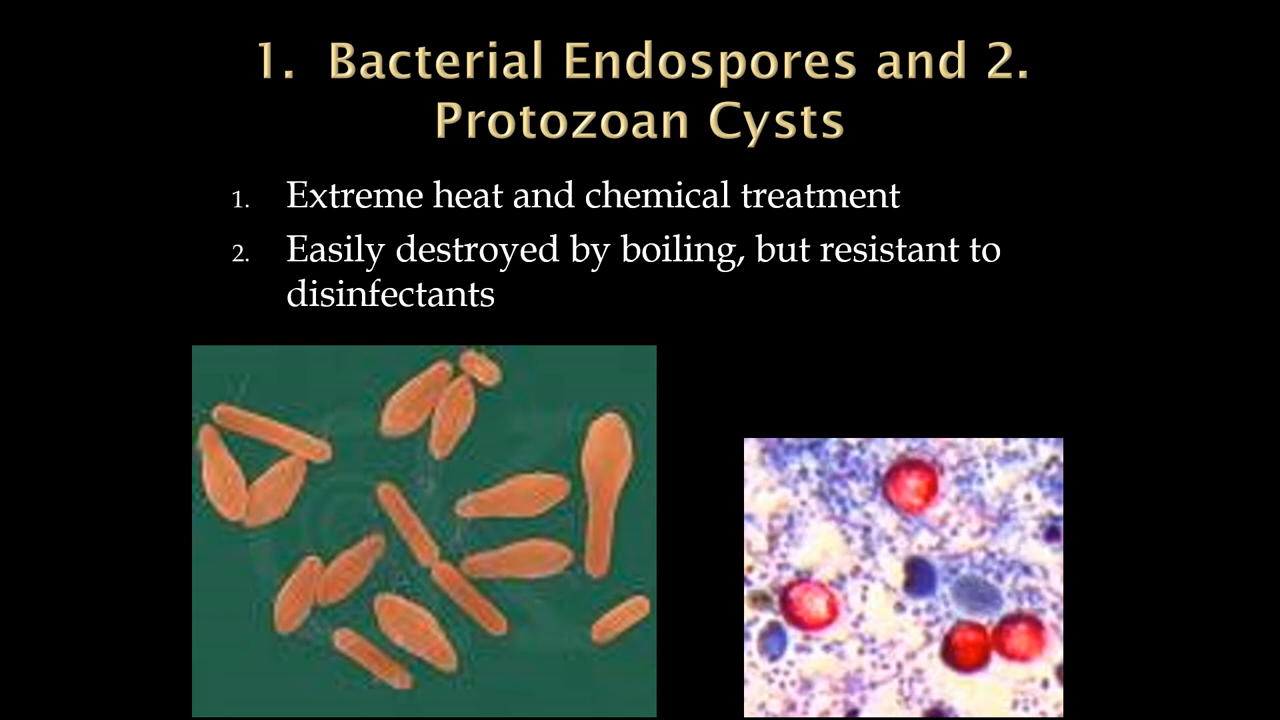 1. Bacterial Endospores and 2.
Protozoan Cysts
1. Extreme heat and chemical treatment
2. Easily destroyed by boiling, but resistant to
disinfectants